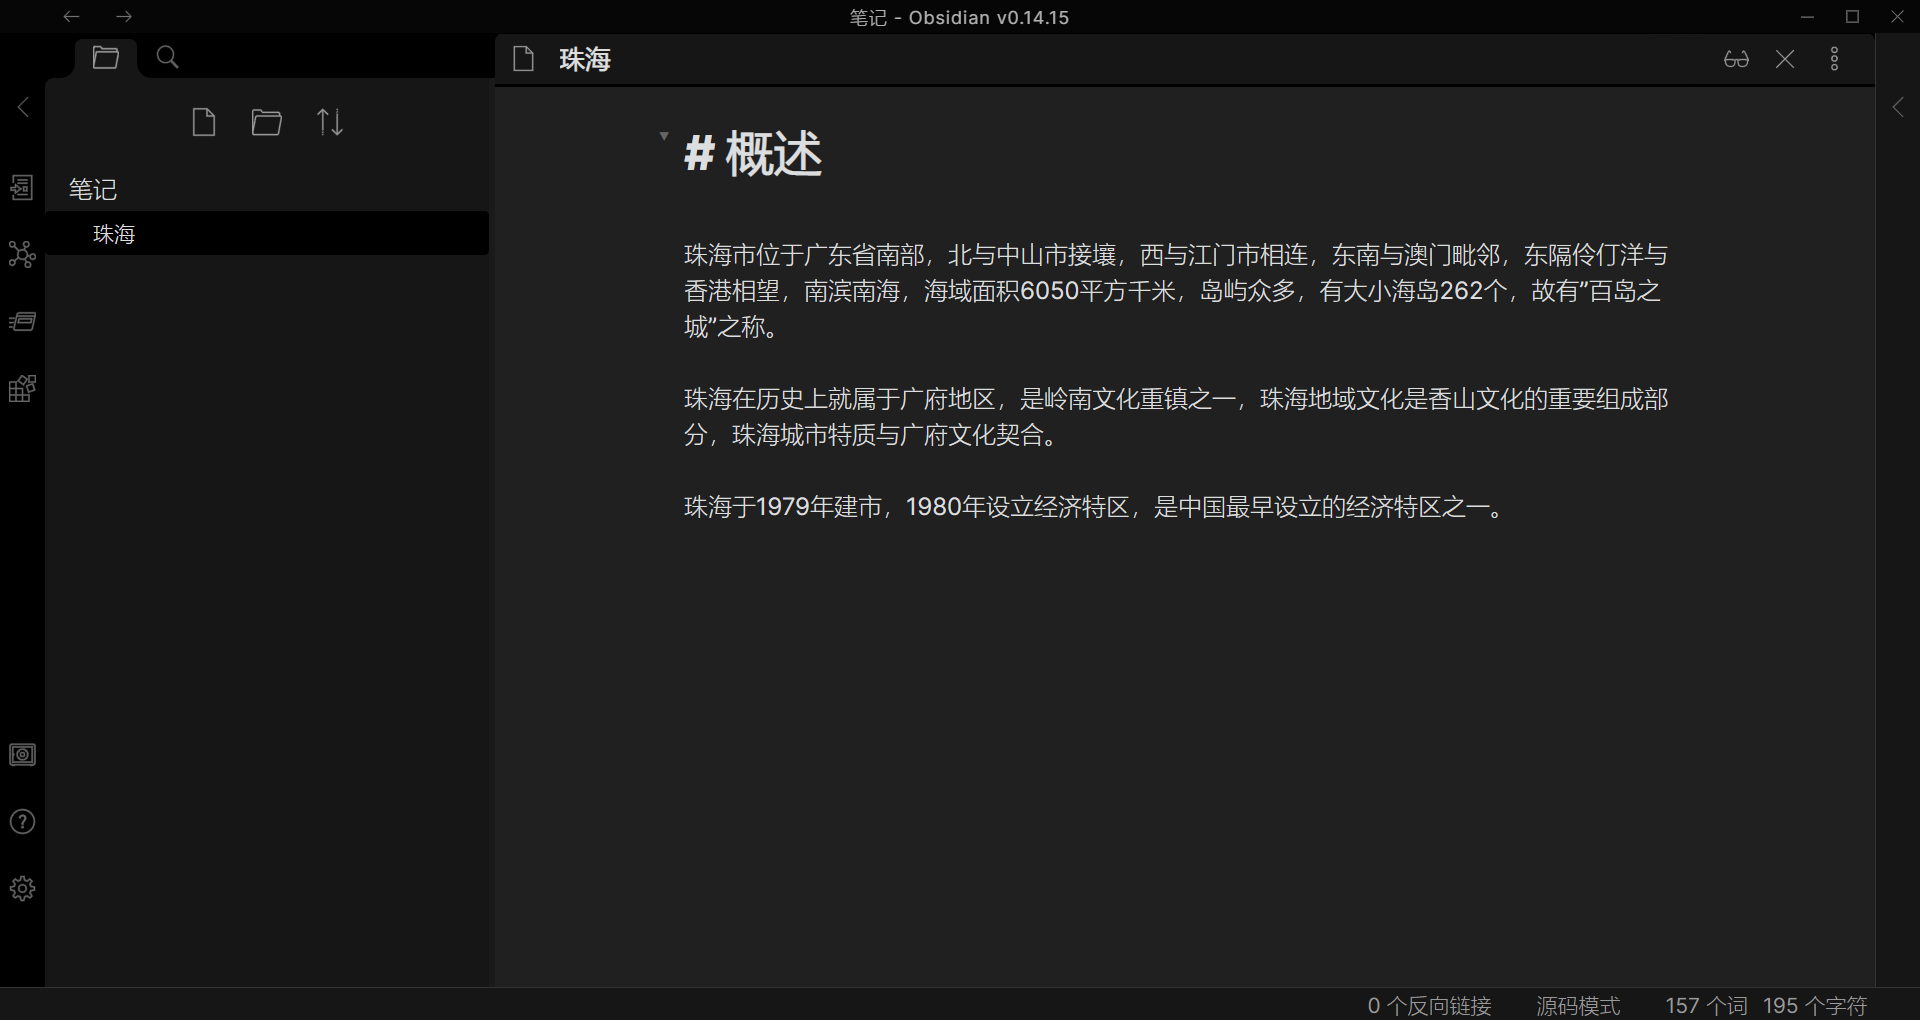 笔记 - Obsidian v0.14.15
珠海
笔记
珠海
# 概述
珠海市位于广东省南部，北与中山市接壤，西与江门市相连，东南与澳门毗邻，东隔伶仃洋与
香港相望，南滨南海，海域面积6050平方千米，岛屿众多，有大小海岛262个，故有”百岛之
城”之称。
珠海在历史上就属于广府地区，是岭南文化重镇之一，珠海地域文化是香山文化的重要组成部
分，珠海城市特质与广府文化契合。
珠海于1979年建市，1980年设立经济特区，是中国最早设立的经济特区之一。
0 个反向链接 源码模式 157 个词 195 个字符